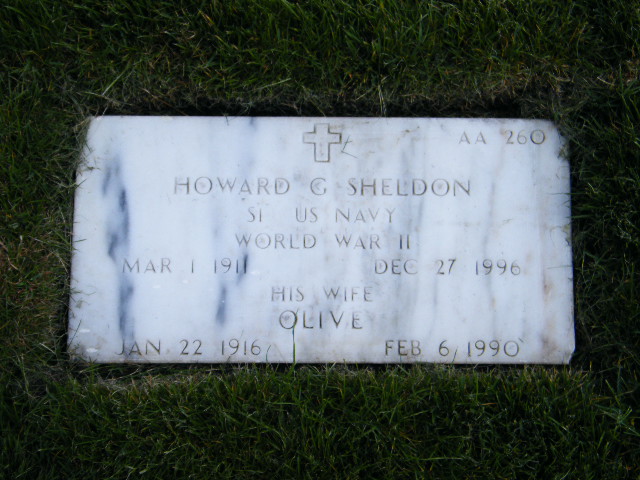 AA 260
HOWARD G SHELDON
S1 US NAVY
WORLD WAR II
MAR 1 1911 DEC 27 1996
HIS WIFE
OLIVE
JAN 22 1916 FEB 6 1990